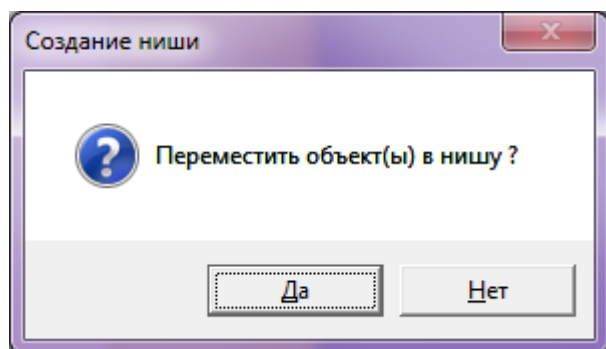 Создание ниши
Переместить объект(ы) в нишу ?
Да
Нет